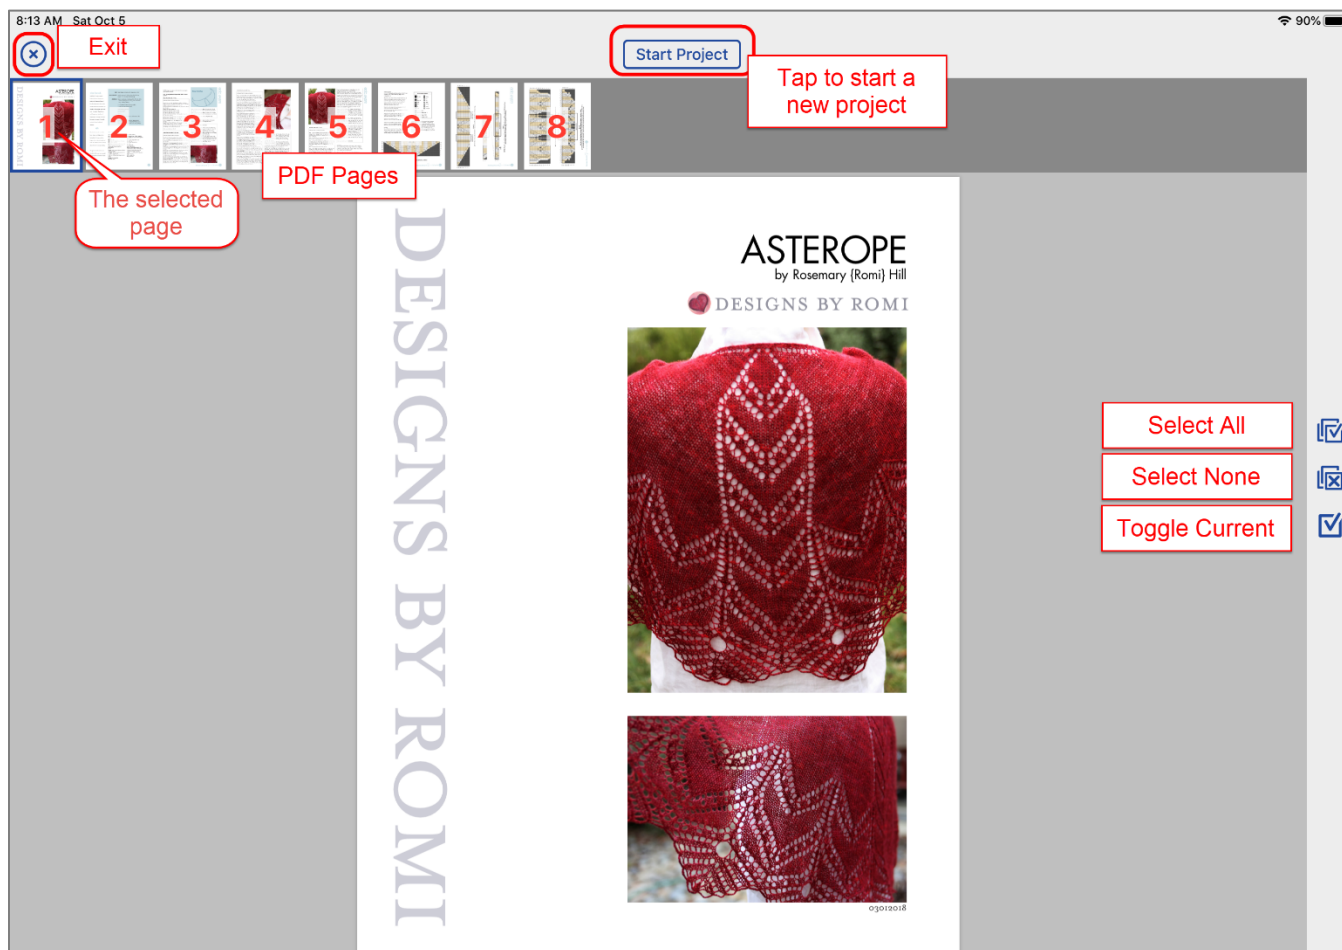 8:13 AM Sat Oct 5
90%
Exit
Start Project
Tap to start a
new project
1 2 3 4 5 6 7 8
PDF Pages
The selected
page
DESIGNS BY ROMI
ASTEROPE
by Rosemary {Romi} Hill
DESIGNS BY ROMI
Select All
Select None
Toggle Current
03012018